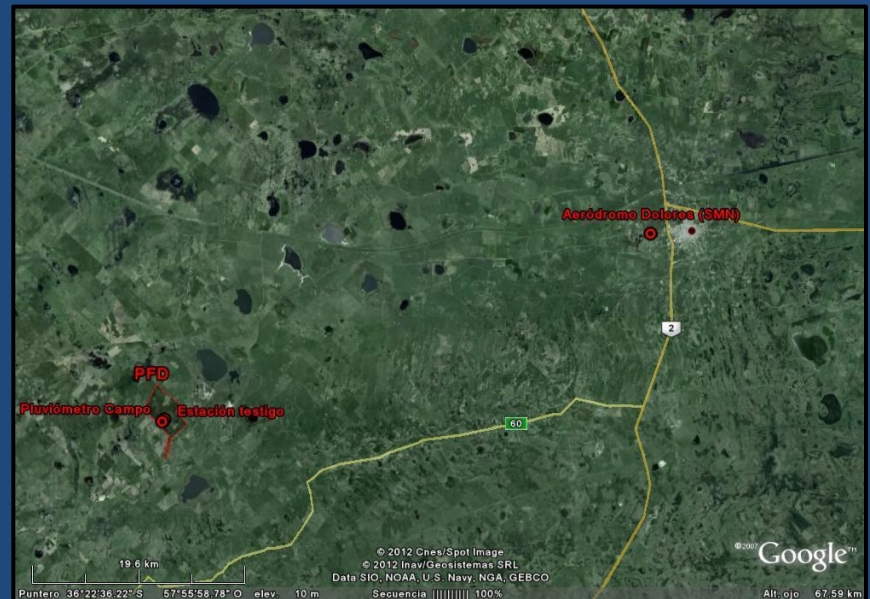 Aeródromo Dolores (SMN)
2
PFD
Pluviómetro Campo
Estación testigo
60
19.6 km
© 2012 Cnes/Spot Image
© 2012 Inav/Geosistemas SRL
Data SIO, NOAA, U.S. Navy, NGA, GEBCO
©2007 Google™
Puntero 36°22'36.22" S 57°55'58.78" O elev. 10 m Secuencia ||||||||| 100% Alt. ojo 67.59 km